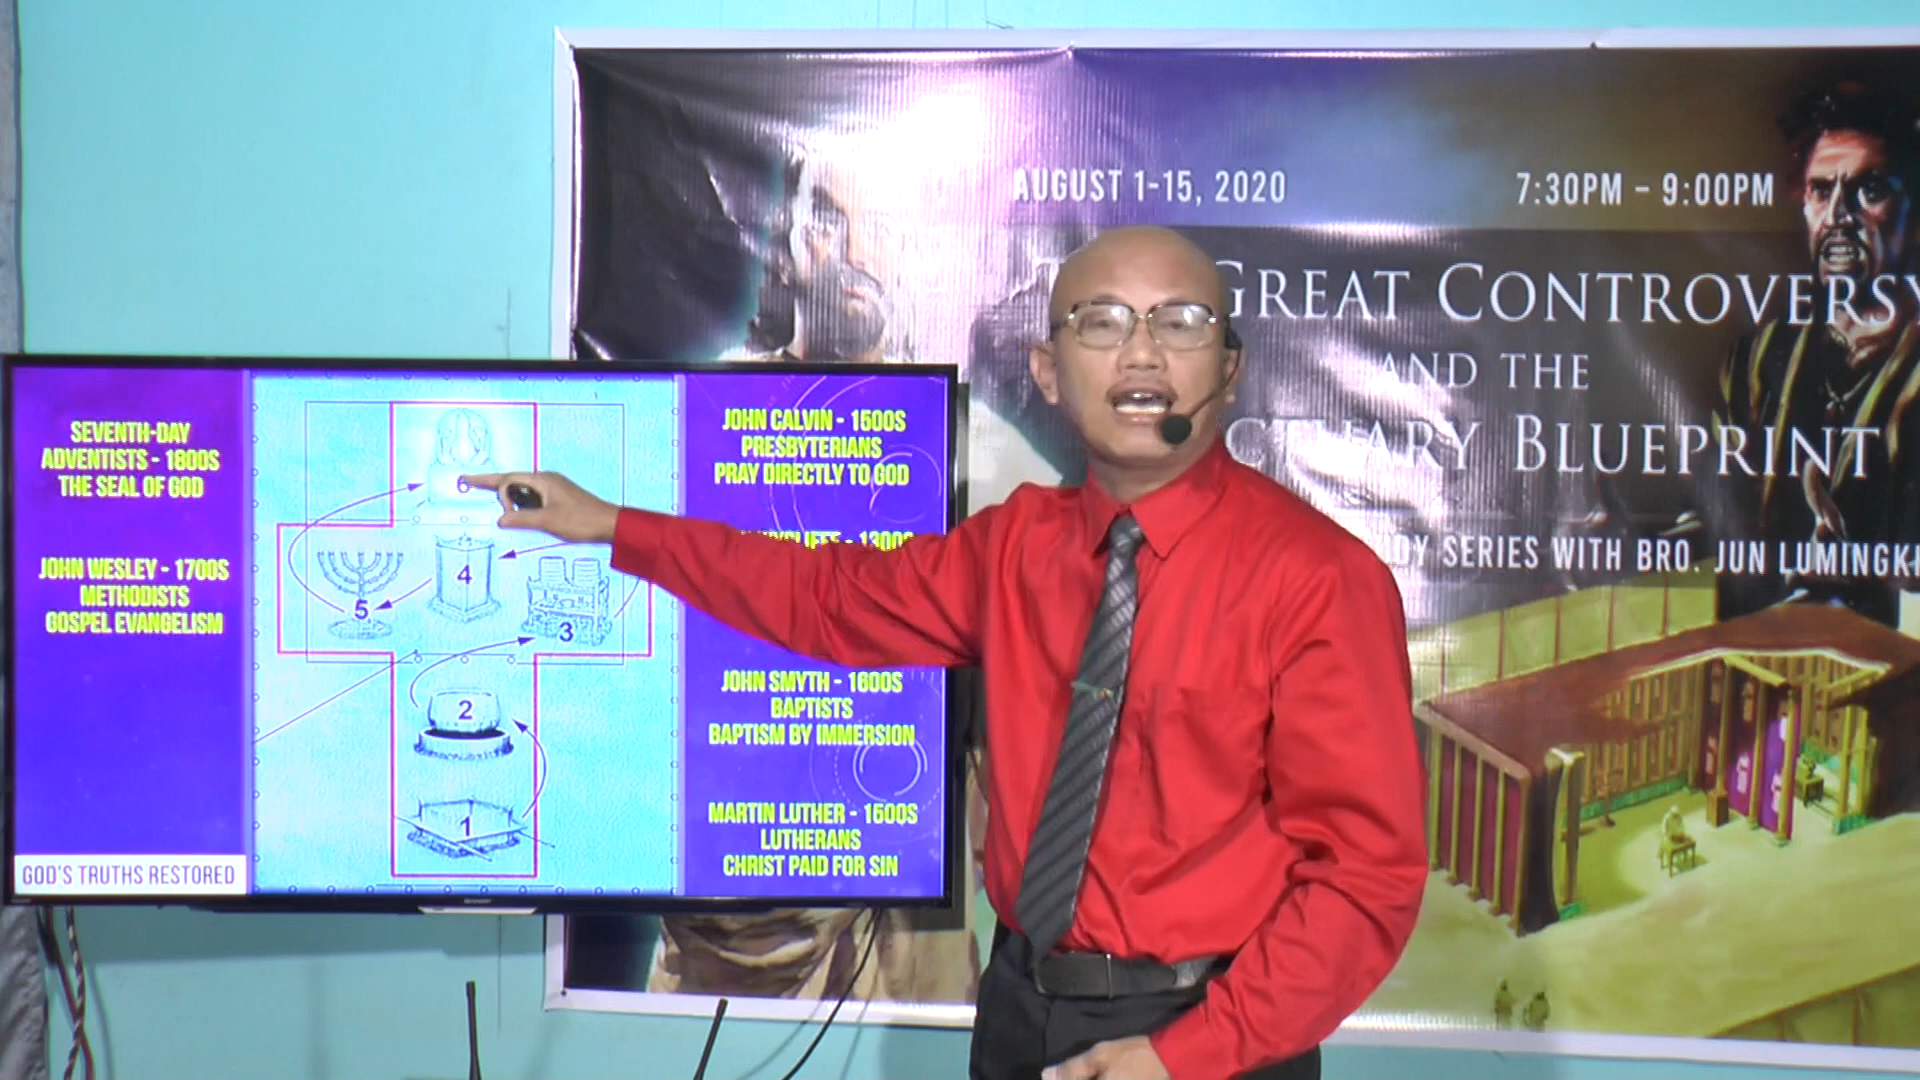 AUGUST 1-15, 2020
7:30PM – 9:00PM
GREAT CONTROVERSY
AND THE
BLUEPRINT
SERIES WITH BRO. JUN
SEVENTH-DAY
ADVENTISTS - 1800S
THE SEAL OF GOD
JOHN WESLEY - 1700S
METHODISTS
GOSPEL EVANGELISM
GOD'S TRUTHS RESTORED
6
5
4
3
2
1
JOHN CALVIN - 1500S
PRESBYTERIANS
PRAY DIRECTLY TO GOD
- 1300S
JOHN SMYTH - 1600S
BAPTISTS
BAPTISM BY IMMERSION
MARTIN LUTHER - 1500S
LUTHERANS
CHRIST PAID FOR SIN